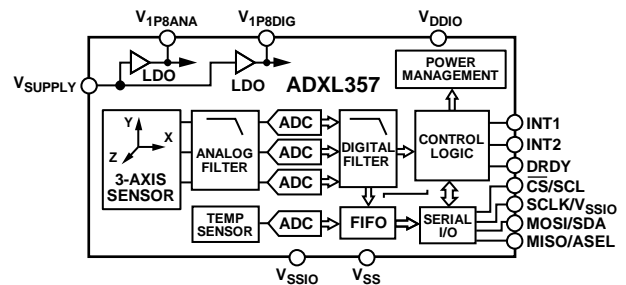 V1P8ANA
V1P8DIG
VDDIO
LDO
LDO
ADXL357
POWER
MANAGEMENT
VSUPPLY
Y
X
Z
3-AXIS
SENSOR
ANALOG
FILTER
ADC
ADC
ADC
DIGITAL
FILTER
CONTROL
LOGIC
INT1
INT2
DRDY
CS/SCL
SCLK/VSSIO
MOSI/SDA
MISO/ASEL
TEMP
SENSOR
ADC
FIFO
SERIAL
I/O
VSSIO
VSS